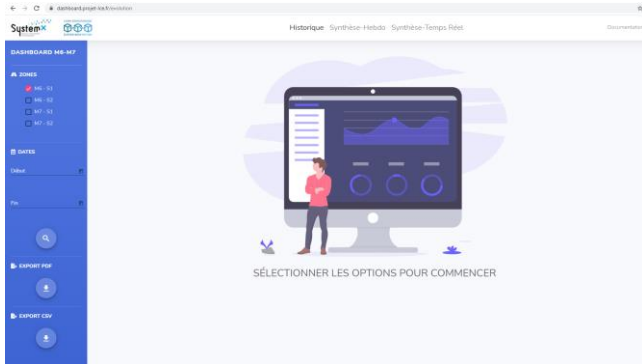 dashboard.projet-lca.fr/evolution
SystemX
Historique Synthèse-Hebdo Synthèse-Temps Réel
Documentation
DASHBOARD M6-M7
ZONES
M6 - S1
M6 - S2
M7 - S1
M7 - S2
DATES
Début
Fin
EXPORT PDF
EXPORT CSV
SÉLECTIONNER LES OPTIONS POUR COMMENCER